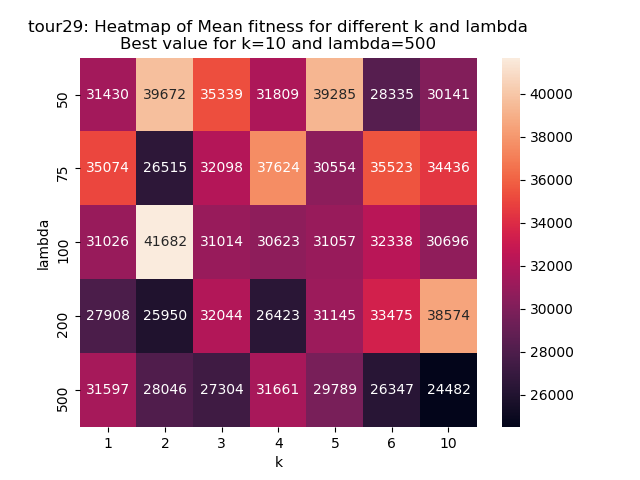 tour29: Heatmap of Mean fitness for different k and lambda
Best value for k=10 and lambda=500
50 31430 39672 35339 31809 39285 28335 30141
75 35074 26515 32098 37624 30554 35523 34436
100 31026 41682 31014 30623 31057 32338 30696
200 27908 25950 32044 26423 31145 33475 38574
500 31597 28046 27304 31661 29789 26347 24482
lambda
1 2 3 4 5 6 10
k
40000
38000
36000
34000
32000
30000
28000
26000